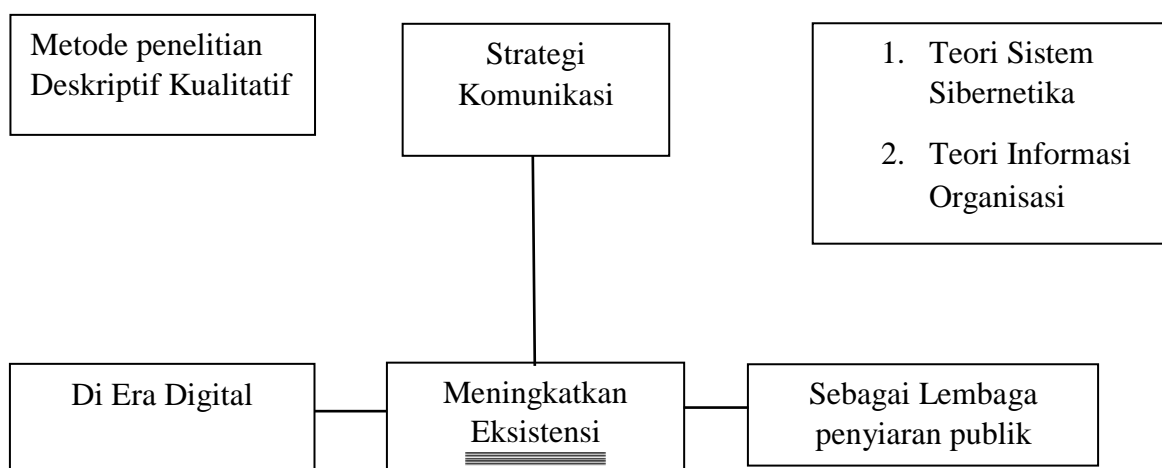 Metode penelitian
Deskriptif Kualitatif
Strategi
Komunikasi
1. Teori Sistem
Sibernetika
2. Teori Informasi
Organisasi
Di Era Digital
Meningkatkan
Eksistensi
Sebagai Lembaga
penyiaran publik